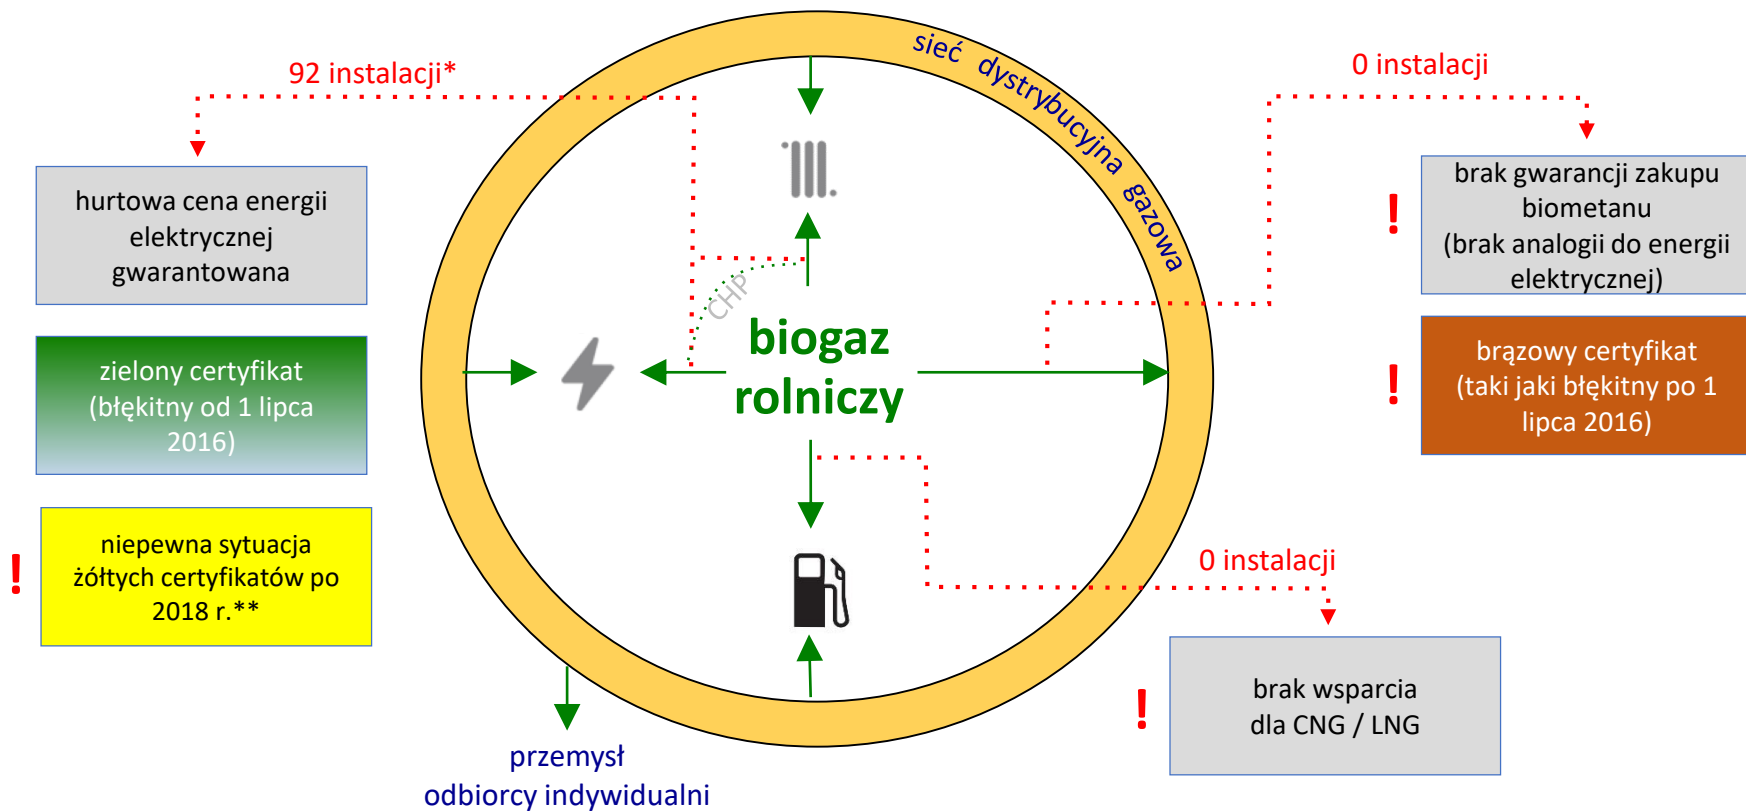 sieć dystrybucyjna gazowa
92 instalacji*
0 instalacji
hurtowa cena energii
elektrycznej
gwarantowana
brak gwarancji zakupu
biometanu
(brak analogii do energii
elektrycznej)
!
CHP
biogaz
rolniczy
zielony certyfikat
(błękitny od 1 lipca
2016)
brązowy certyfikat
(taki jaki błękitny po 1
lipca 2016)
!
niepewna sytuacja
żółtych certyfikatów po
2018 r.**
!
0 instalacji
brak wsparcia
dla CNG / LNG
!
przemysł
odbiorcy indywidualni